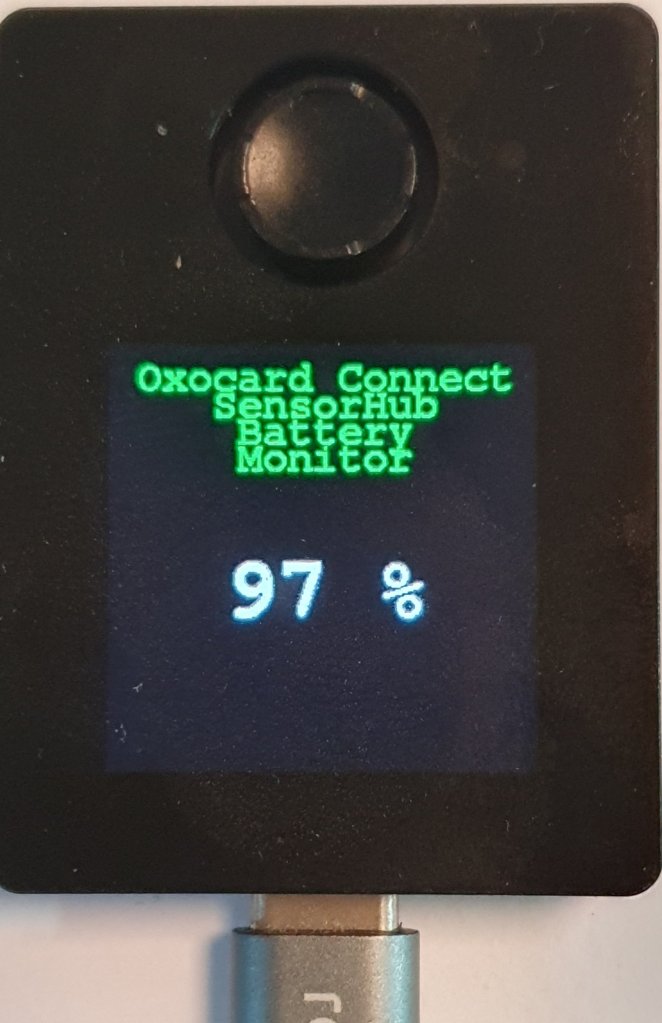 Oxocard Connect
SensorHub
Battery
Monitor
97 %